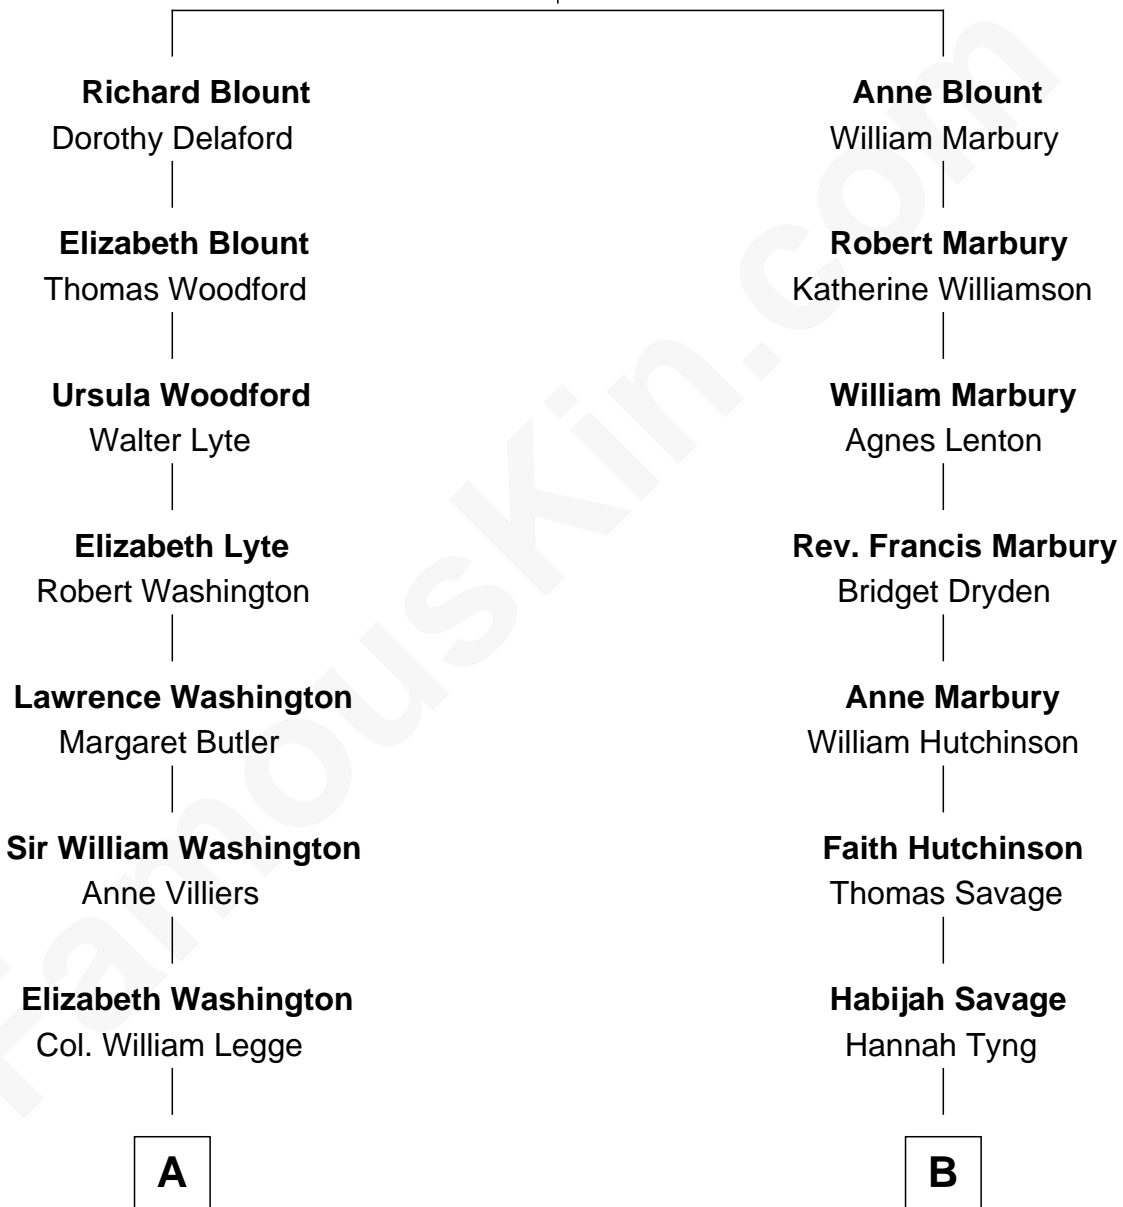 Richard Blount
Dorothy Delaford
Elizabeth Blount
Thomas Woodford
Ursula Woodford
Walter Lyte
Elizabeth Lyte
Robert Washington
Lawrence Washington
Margaret Butler
Sir William Washington
Anne Villiers
Elizabeth Washington
Col. William Legge
A
Anne Blount
William Marbury
Robert Marbury
Katherine Williamson
William Marbury
Agnes Lenton
Rev. Francis Marbury
Bridget Dryden
Anne Marbury
William Hutchinson
Faith Hutchinson
Thomas Savage
Habijah Savage
Hannah Tyng
B
FamousKin.com